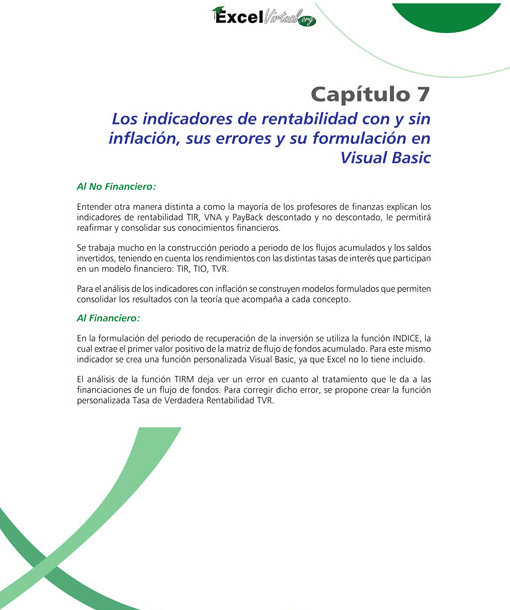 ExcelVirtual.org
Capítulo 7
Los indicadores de rentabilidad con y sin
inflación, sus errores y su formulación en
Visual Basic
Al No Financiero:
Entender otra manera distinta a como la mayoría de los profesores de finanzas explican los
indicadores de rentabilidad TIR, VNA y PayBack descontado y no descontado, le permitirá
reafirmar y consolidar sus conocimientos financieros.
Se trabaja mucho en la construcción periodo a periodo de los flujos acumulados y los saldos
invertidos, teniendo en cuenta los rendimientos con las distintas tasas de interés que participan
en un modelo financiero: TIR, TIO, TVR.
Para el análisis de los indicadores con inflación se construyen modelos formulados que permiten
consolidar los resultados con la teoría que acompaña a cada concepto.
Al Financiero:
En la formulación del periodo de recuperación de la inversión se utiliza la función INDICE, la
cual extrae el primer valor positivo de la matriz de flujo de fondos acumulado. Para este mismo
indicador se crea una función personalizada Visual Basic, ya que Excel no lo tiene incluido.
El análisis de la función TIRM deja ver un error en cuanto al tratamiento que le da a las
financiaciones de un flujo de fondos. Para corregir dicho error, se propone crear la función
personalizada Tasa de Verdadera Rentabilidad TVR.